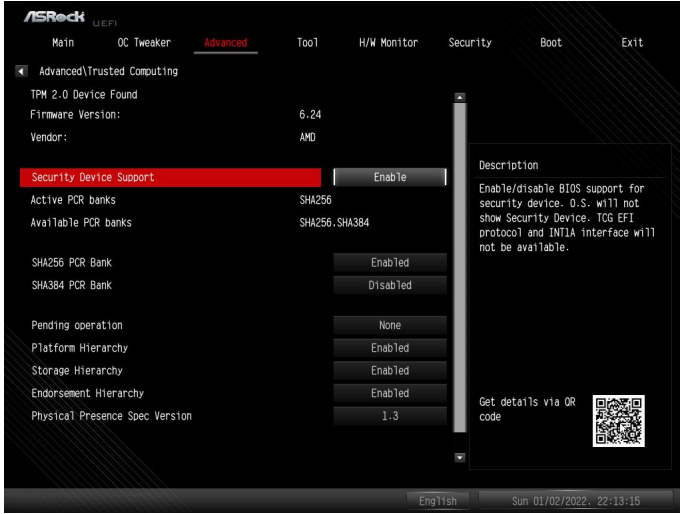 ASRock UEFI
Main OC Tweaker Advanced Tool H/W Monitor Security Boot Exit
Advanced\Trusted Computing
TPM 2.0 Device Found
Firmware Version: 6.24
Vendor: AMD
Security Device Support Enable
Active PCR banks SHA256
Available PCR banks SHA256.SHA384
SHA256 PCR Bank Enabled
SHA384 PCR Bank Disabled
Pending operation None
Platform Hierarchy Enabled
Storage Hierarchy Enabled
Endorsement Hierarchy Enabled
Physical Presence Spec Version 1.3
Description
Enable/disable BIOS support for
security device. O.S. will not
show Security Device. TCG EFI
protocol and INT1A interface will
not be available.
Get details via QR
code
English Sun 01/02/2022. 22:13:15